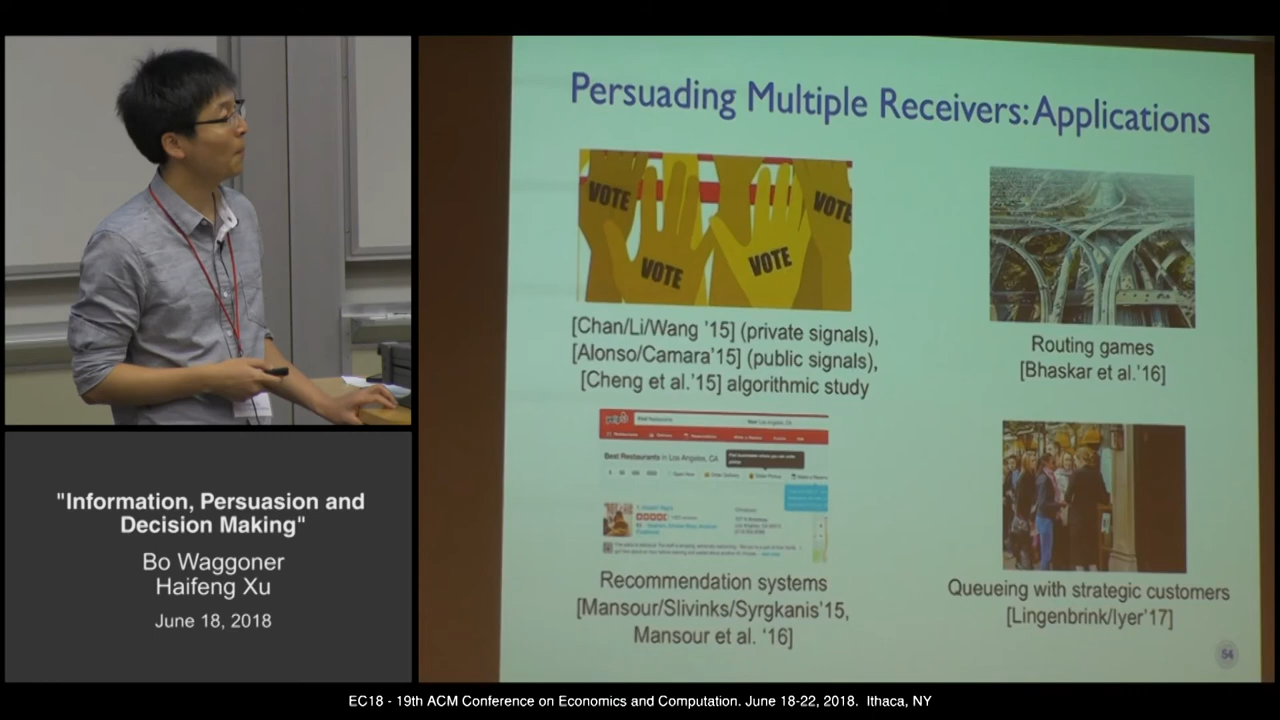 Persuading Multiple Receivers: Applications
VOTE
VOTE
VOTE
VOTE
[Chan/Li/Wang '15] (private signals),
[Alonso/Camara'15] (public signals),
[Cheng et al.'15] algorithmic study
Routing games
[Bhaskar et al.'16]
Best Restaurants in Los Angeles, CA
Recommendation systems
[Mansour/Slivinks/Syrgkanis'15,
Mansour et al. '16]
Queueing with strategic customers
[Lingenbrink/Iyer'17]
54
"Information, Persuasion and
Decision Making"
Bo Waggoner
Haifeng Xu
June 18, 2018
EC18 - 19th ACM Conference on Economics and Computation. June 18-22, 2018. Ithaca, NY